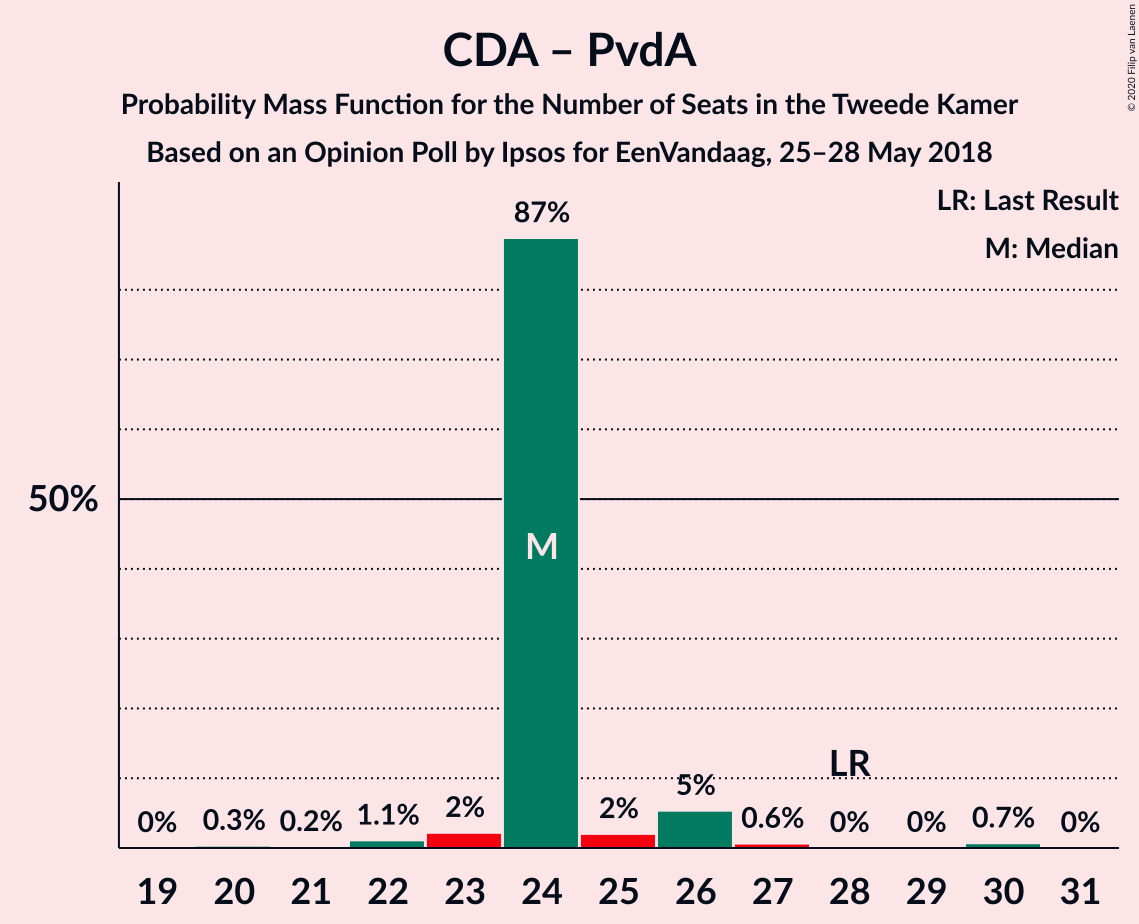 CDA – PvdA
Probability Mass Function for the Number of Seats in the Tweede Kamer
Based on an Opinion Poll by Ipsos for EenVandaag, 25–28 May 2018
© 2020 Filip van Laenen
LR: Last Result
M: Median
87%
50%
M
LR
0% 0.3% 0.2% 1.1% 2% 2% 5% 0.6% 0% 0% 0.7% 0%
19 20 21 22 23 24 25 26 27 28 29 30 31